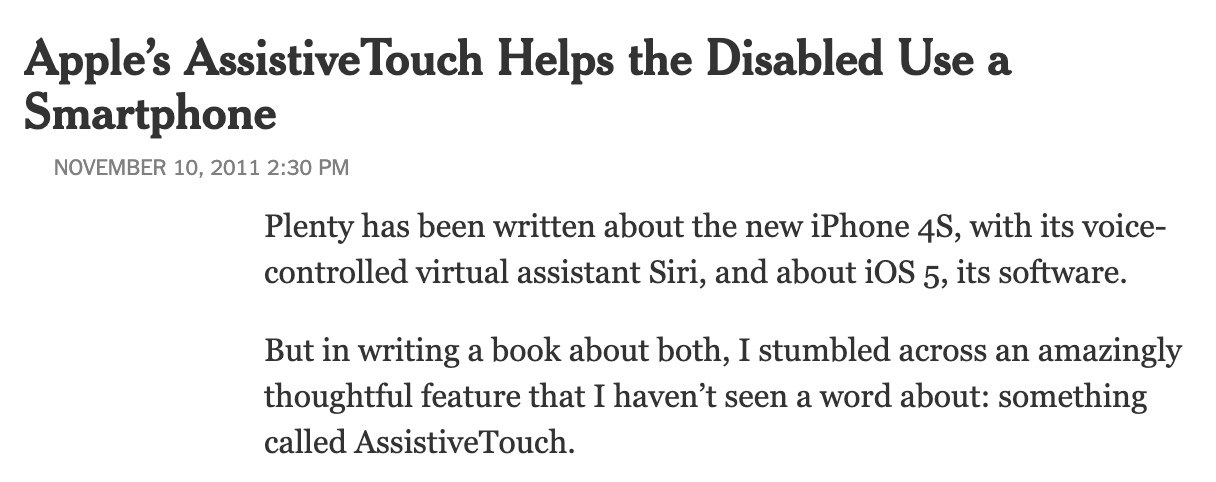 Apple’s AssistiveTouch Helps the Disabled Use a
Smartphone
NOVEMBER 10, 2011 2:30 PM
Plenty has been written about the new iPhone 4S, with its voice-
controlled virtual assistant Siri, and about iOS 5, its software.
But in writing a book about both, I stumbled across an amazingly
thoughtful feature that I haven’t seen a word about: something
called AssistiveTouch.